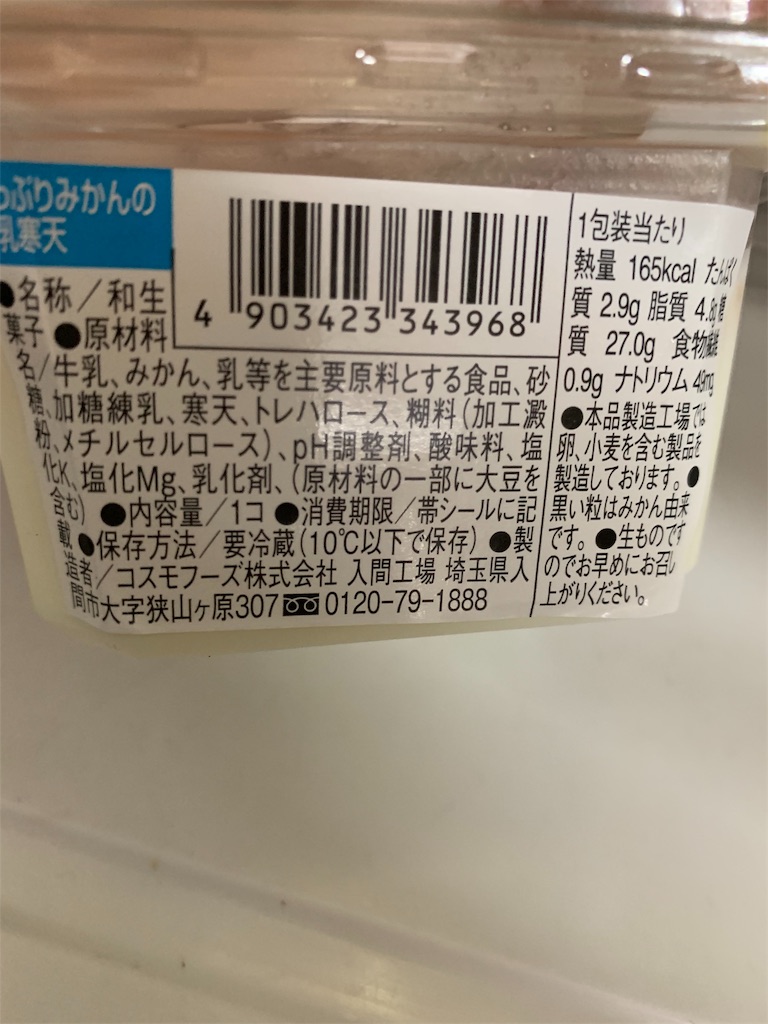 っぷりみかんの
乳寒天
4 903423 343968
●名称/和生
菓子 ●原材料
名/牛乳、みかん、乳等を主要原料とする食品、砂
糖、加糖練乳、寒天、トレハロース、糊料(加工澱
粉、メチルセルロース)、pH調整剤、酸味料、塩
化K、塩化Mg、乳化剤、(原材料の一部に大豆を
含む) ●内容量/1コ ●消費期限/帯シールに記
載 ●保存方法/要冷蔵(10℃以下で保存) ●製
造者/コスモフーズ株式会社 入間工場 埼玉県入
間市大字狭山ヶ原307 0120-79-1888
1包装当たり
熱量 165kcal たんぱく
質 2.9g 脂質 4.8g 糖
質 27.0g 食物繊維
0.9g ナトリウム 49mg
●本品製造工場では
卵、小麦を含む製品を
製造しております。●
黒い粒はみかん由来
です。●生ものです
のでお早めにお召し
上がりください。